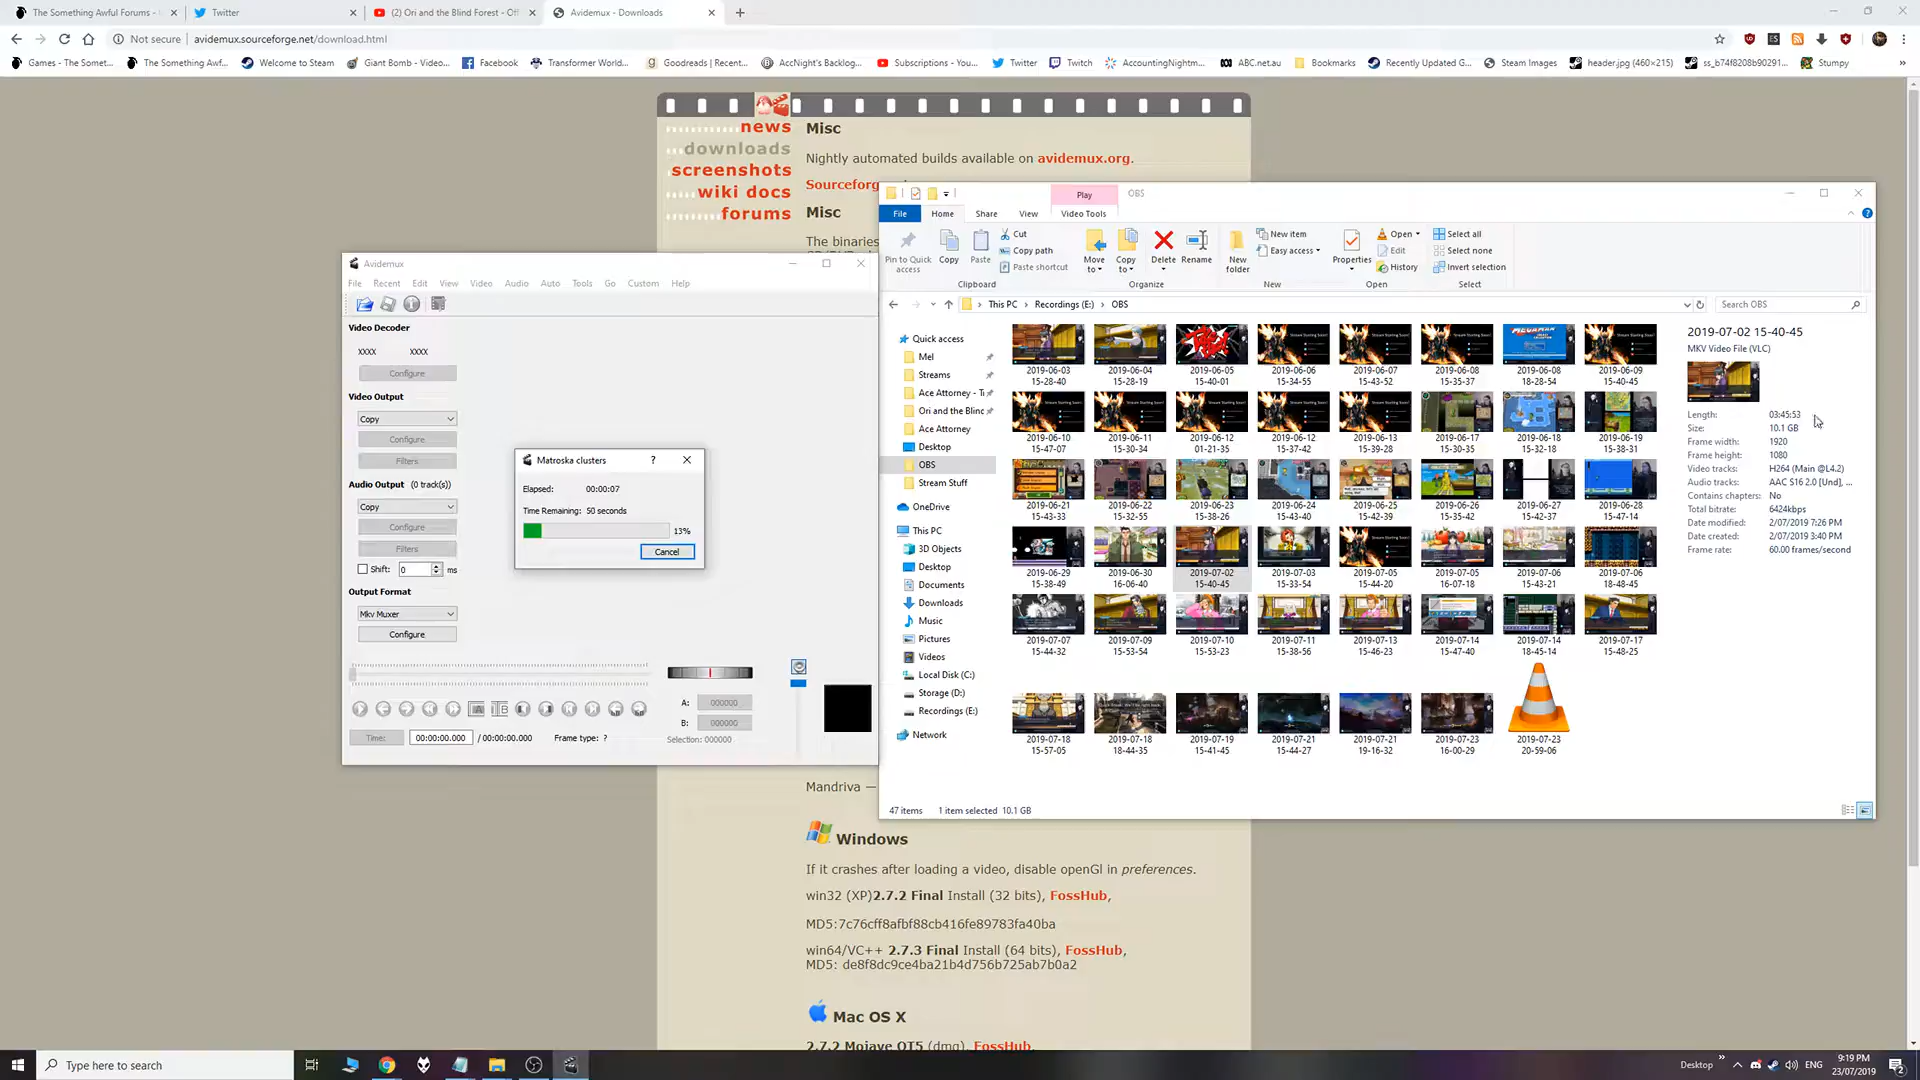 The Something Awful Forums -
Twitter
(2) Ori and the Blind Forest - Of
Avidemux - Downloads
Not secure
avidemux.sourceforge.net/download.html
Games - The Somet...
The Something Awf...
Welcome to Steam
Giant Bomb - Video...
Facebook
Transformer World...
Goodreads | Recent...
AccNight's Backlog...
Subscriptions - You...
Twitter
Twitch
AccountingNightm...
ABC.net.au
Bookmarks
Recently Updated G...
Steam Images
header.jpg (460×215)
ss_b74f8208b90291...
Stumpy
news
downloads
screenshots
wiki docs
forums
Misc
Nightly automated builds available on avidemux.org.
Sourceforg
Misc
The binaries
Avidemux
File Recent Edit View Video Audio Auto Tools Go Custom Help
Video Decoder
XXXX XXXX
Configure
Video Output
Copy
Configure
Filters
Audio Output (0 track(s))
Copy
Configure
Filters
Shift: 0 ms
Output Format
Mkv Muxer
Configure
Matroska clusters ?
Elapsed: 00:00:07
Time Remaining: 50 seconds
13%
Cancel
A: 000000
B: 000000
Selection: 000000
Time: 00:00:00.000 / 00:00:00.000 Frame type: ?
Play
OBS
File Home Share View Video Tools
Pin to Quick access
Copy
Paste
Cut
Copy path
Paste shortcut
Clipboard
Move to
Copy to
Delete
Rename
Organize
New folder
New item
Easy access
New
Properties
Open
Edit
History
Open
Select all
Select none
Invert selection
Select
This PC
Recordings (E:)
OBS
Search OBS
Quick access
Mel
Streams
Ace Attorney - Ti
Ori and the Blinc
Ace Attorney
Desktop
OBS
Stream Stuff
OneDrive
This PC
3D Objects
Desktop
Documents
Downloads
Music
Pictures
Videos
Local Disk (C:)
Storage (D:)
Recordings (E:)
Network
2019-06-03 15-28-40
2019-06-04 15-28-19
2019-06-05 15-40-01
2019-06-06 15-34-55
2019-06-07 15-43-52
2019-06-08 15-35-37
2019-06-08 18-28-54
2019-06-09 15-40-45
2019-06-10 15-47-07
2019-06-11 15-30-34
2019-06-12 01-21-35
2019-06-12 15-37-42
2019-06-13 15-39-28
2019-06-17 15-30-35
2019-06-18 15-32-18
2019-06-19 15-38-31
2019-06-21 15-43-33
2019-06-22 15-32-55
2019-06-23 15-38-26
2019-06-24 15-43-40
2019-06-25 15-42-39
2019-06-26 15-35-42
2019-06-27 15-42-37
2019-06-28 15-47-14
2019-06-29 15-38-49
2019-06-30 16-06-40
2019-07-02 15-40-45
2019-07-03 15-33-54
2019-07-05 15-44-20
2019-07-05 16-07-18
2019-07-06 15-43-21
2019-07-06 18-48-45
2019-07-07 15-44-32
2019-07-09 15-53-54
2019-07-10 15-53-23
2019-07-11 15-38-56
2019-07-13 15-46-23
2019-07-14 15-47-40
2019-07-14 18-45-14
2019-07-17 15-48-25
2019-07-18 15-57-05
2019-07-18 18-44-35
2019-07-19 15-41-45
2019-07-21 15-44-27
2019-07-21 19-16-32
2019-07-23 16-00-29
2019-07-23 20-59-06
2019-07-02 15-40-45
MKV Video File (VLC)
Length: 03:45:53
Size: 10.1 GB
Frame width: 1920
Frame height: 1080
Video tracks: H264 (Main @L4.2)
Audio tracks: AAC S16 2.0 [Und], ...
Contains chapters: No
Total bitrate: 6424kbps
Date modified: 2/07/2019 7:26 PM
Date created: 2/07/2019 3:40 PM
Frame rate: 60.00 frames/second
47 items 1 item selected 10.1 GB
Mandriva —
Windows
If it crashes after loading a video, disable openGl in preferences.
win32 (XP)2.7.2 Final Install (32 bits), FossHub,
MD5:7c76cff8afbf88cb416fe89783fa40ba
win64/VC++ 2.7.3 Final Install (64 bits), FossHub,
MD5: de8f8dc9ce4ba21b4d756b725ab7b0a2
Mac OS X
2.7.2 Mojave QT5 (dmg), FossHub,
Type here to search
Desktop
ENG
9:19 PM
23/07/2019